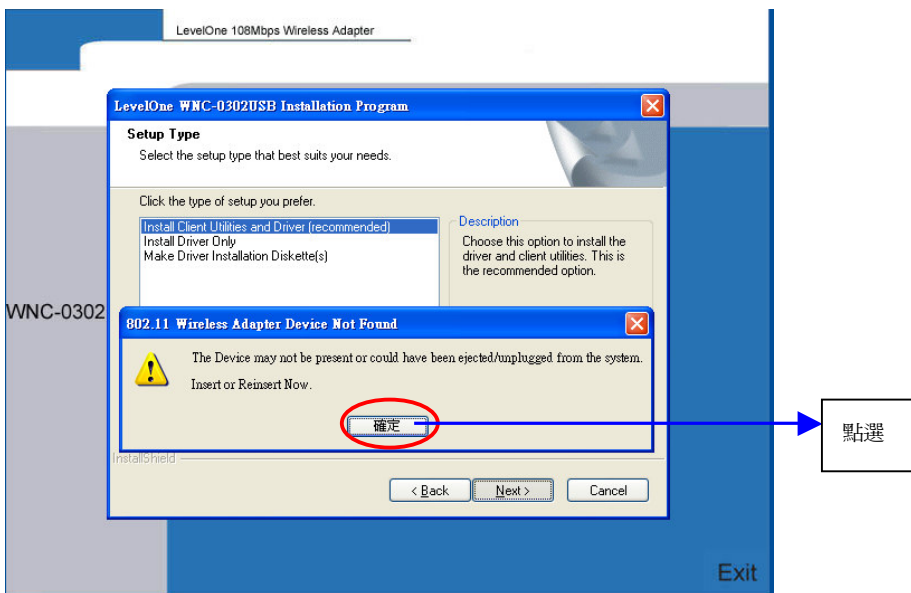 LevelOne 108Mbps Wireless Adapter
LevelOne WNC-0302USB Installation Program
Setup Type
Select the setup type that best suits your needs.
Click the type of setup you prefer.
Install Client Utilities and Driver (recommended)
Install Driver Only
Make Driver Installation Diskette(s)
Description
Choose this option to install the
driver and client utilities. This is
the recommended option.
WNC-0302
802.11 Wireless Adapter Device Not Found
The Device may not be present or could have been ejected/unplugged from the system.
Insert or Reinsert Now.
確定
點選
InstallShield
< Back
Next >
Cancel
Exit